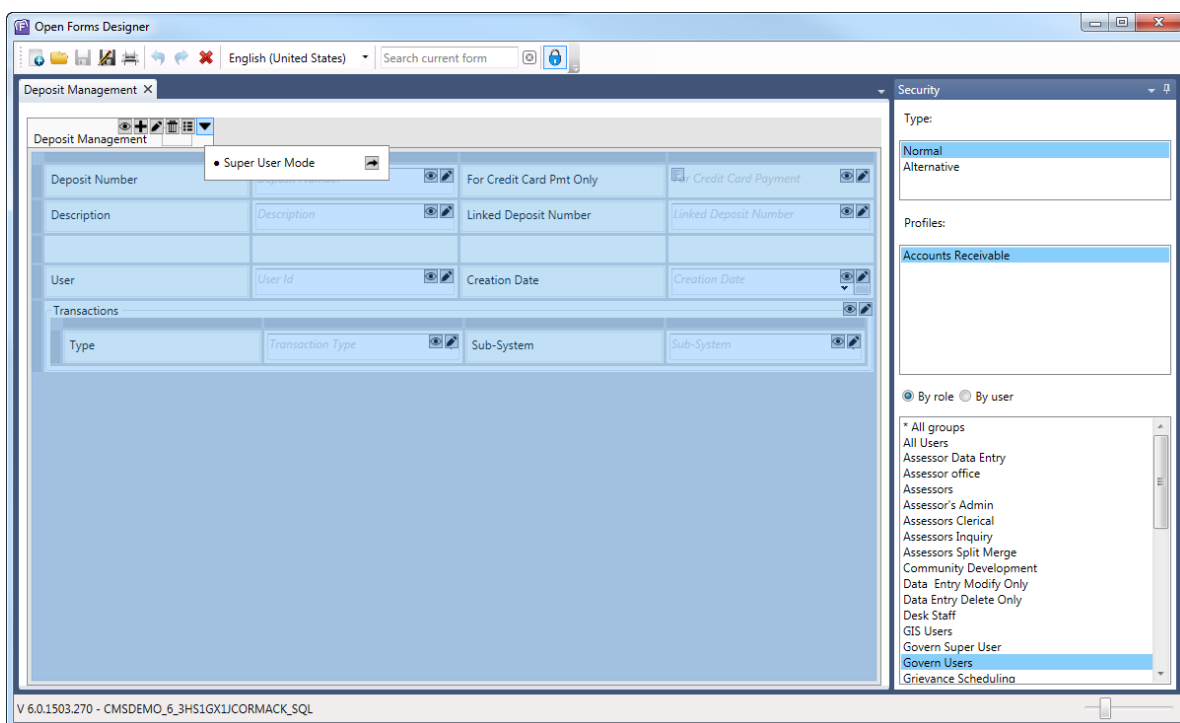 Open Forms Designer
English (United States)
Search current form
Deposit Management
Security
Type:
Normal
Alternative
Deposit Management
Super User Mode
Deposit Number
For Credit Card Pmt Only
For Credit Card Payment
Description
Description
Linked Deposit Number
Linked Deposit Number
Profiles:
Accounts Receivable
User
User Id
Creation Date
Creation Date
Transactions
Type
Transaction Type
Sub-System
Sub-System
By role
By user
* All groups
All Users
Assessor Data Entry
Assessor office
Assessors
Assessor's Admin
Assessors Clerical
Assessors Inquiry
Assessors Split Merge
Community Development
Data  Entry Modify Only
Data Entry Delete Only
Desk Staff
GIS Users
Govern Super User
Govern Users
Grievance Scheduling
V 6.0.1503.270 - CMSDEMO_6_3HS1GX1JCORMACK_SQL